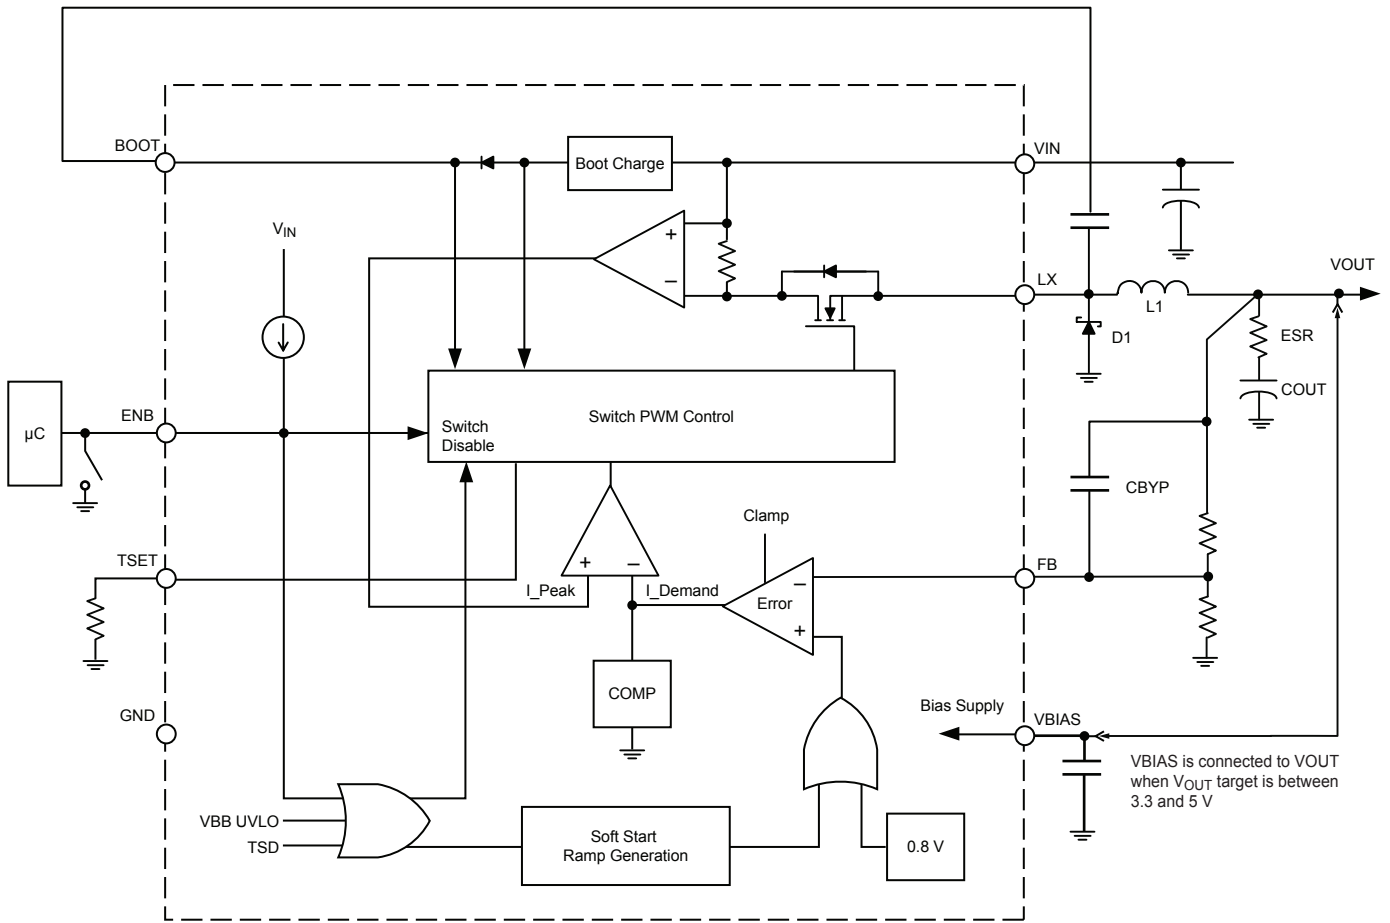 BOOT
Boot Charge
VIN
VIN
+
−
LX
VOUT
L1
D1
ESR
COUT
µC
ENB
Switch
Disable
Switch PWM Control
CBYP
Clamp
TSET
+
−
I_Peak
I_Demand
−
Error
+
FB
COMP
GND
Bias Supply
VBIAS
VBIAS is connected to VOUT
when VOUT target is between
3.3 and 5 V
VBB UVLO
TSD
Soft Start
Ramp Generation
0.8 V